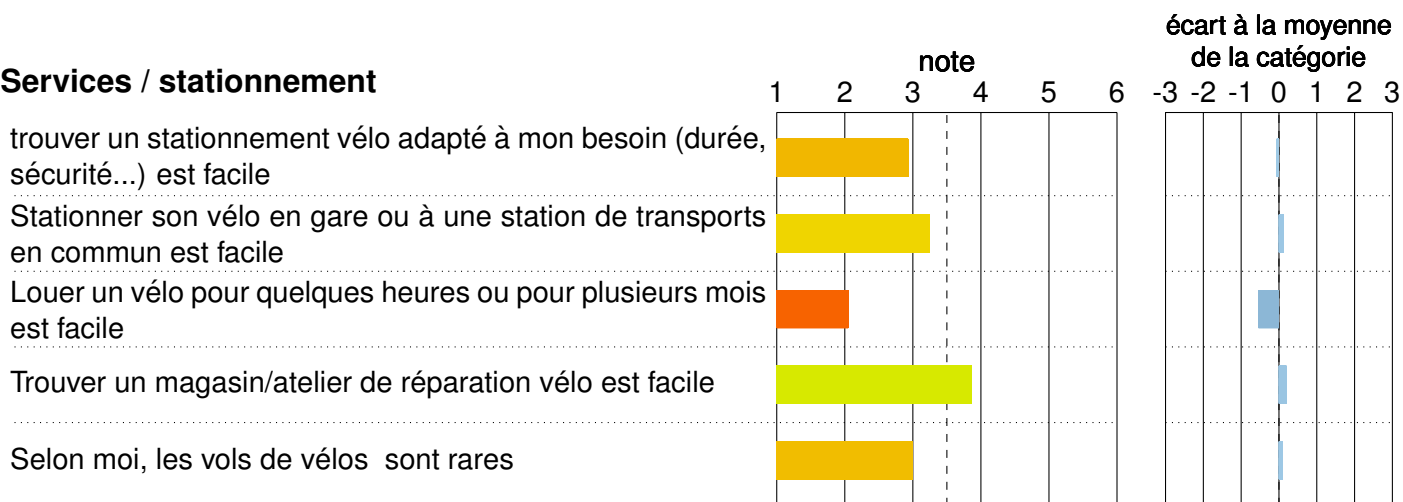 écart à la moyenne
note de la catégorie
Services / stationnement
1 2 3 4 5 6 -3 -2 -1 0 1 2 3
trouver un stationnement vélo adapté à mon besoin (durée,
sécurité...) est facile
Stationner son vélo en gare ou à une station de transports
en commun est facile
Louer un vélo pour quelques heures ou pour plusieurs mois
est facile
Trouver un magasin/atelier de réparation vélo est facile
Selon moi, les vols de vélos sont rares